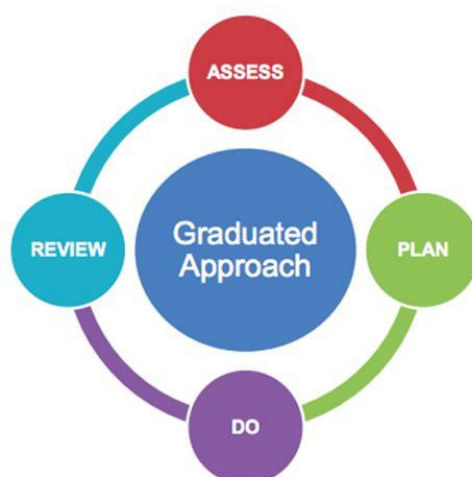 ASSESS
Graduated
Approach
REVIEW
PLAN
DO